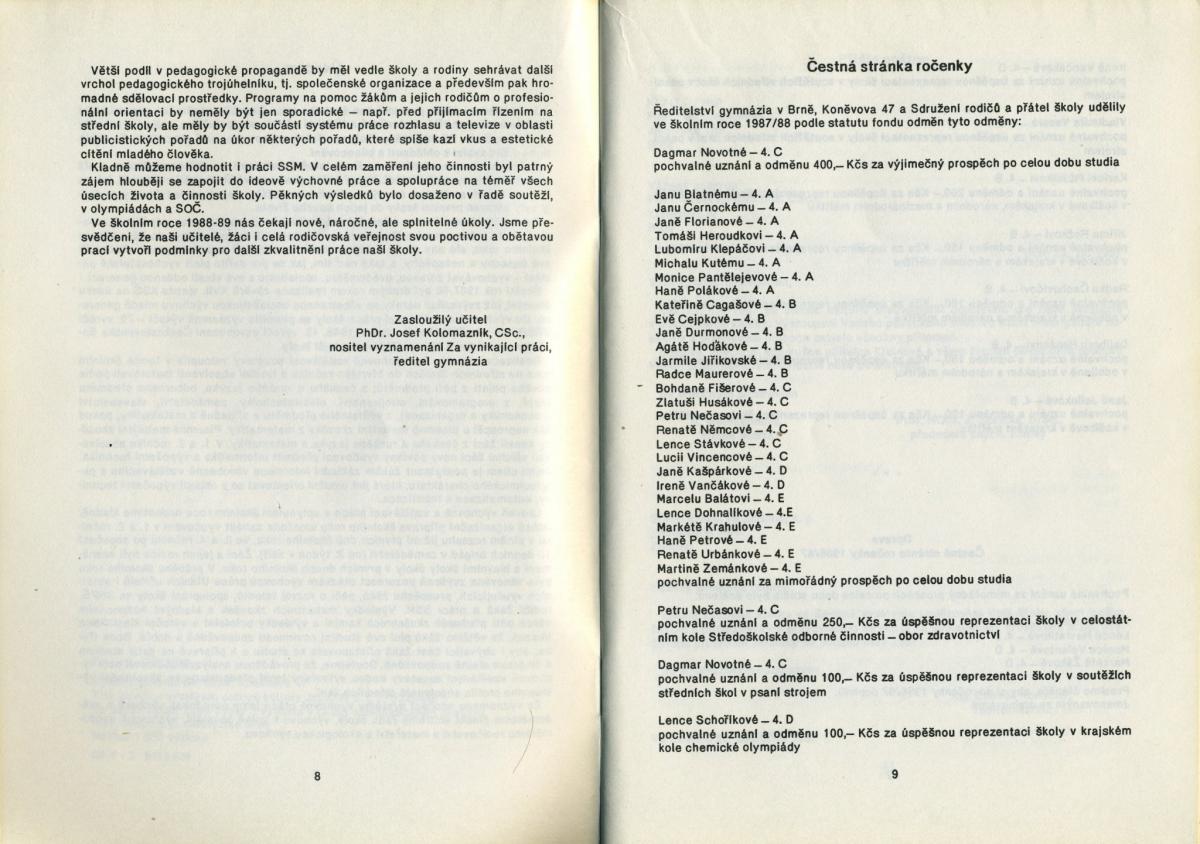 Větší podíl v pedagogické propagandě by měl vedle školy a rodiny sehrávat další
vrchol pedagogického trojúhelníku, tj. společenské organizace a především pak hro-
madné sdělovací prostředky. Programy na pomoc žákům a jejich rodičům o profesio-
nální orientaci by neměly být jen sporadické – např. před přijímacím řízením na
střední školy, ale měly by být součástí systému práce rozhlasu a televize v oblasti
publicistických pořadů na úkor některých pořadů, které spíše kazí vkus a estetické
cítění mladého člověka.
Kladně můžeme hodnotit i práci SSM. V celém zaměření jeho činnosti byl patrný
zájem hlouběji se zapojit do ideově výchovné práce a spolupráce na téměř všech
úsecích života a činnosti školy. Pěkných výsledků bylo dosaženo v řadě soutěží,
v olympiádách a SOČ.
Ve školním roce 1988-89 nás čekají nové, náročné, ale splnitelné úkoly. Jsme pře-
svědčeni, že naši učitelé, žáci i celá rodičovská veřejnost svou poctivou a obětavou
prací vytvoří podmínky pro další zkvalitnění práce naší školy.
Zasloužilý učitel
PhDr. Josef Kolomazník, CSc.,
nositel vyznamenání Za vynikající práci,
ředitel gymnázia
8
Čestná stránka ročenky
Ředitelství gymnázia v Brně, Koněvova 47 a Sdružení rodičů a přátel školy udělily
ve školním roce 1987/88 podle statutu fondu odměn tyto odměny:
Dagmar Novotné – 4. C
pochvalné uznání a odměnu 400,– Kčs za výjimečný prospěch po celou dobu studia
Janu Blatnému – 4. A
Janu Černockému – 4. A
Janě Florianové – 4. A
Tomáši Heroudkovi – 4. A
Lubomíru Klepáčovi – 4. A
Michalu Kutému – 4. A
Monice Pantělejevové – 4. A
Haně Polákové – 4. A
Kateřině Cagašové – 4. B
Evě Cejpkové – 4. B
Janě Durmonové – 4. B
Agátě Hoďákové – 4. B
Jarmile Jiřikovské – 4. B
Radce Maurerové – 4. B
Bohdaně Fišerové – 4. C
Zlatuši Husákové – 4. C
Petru Nečasovi – 4. C
Renatě Němcové – 4. C
Lence Stávkové – 4. C
Lucii Vincencové – 4. C
Janě Kašpárkové – 4. D
Ireně Vančákové – 4. D
Marcelu Balátovi – 4. E
Lence Dohnalíkové – 4.E
Markétě Krahulové – 4. E
Haně Petrové – 4. E
Renatě Urbánkové – 4. E
Martině Zemánkové – 4. E
pochvalné uznání za mimořádný prospěch po celou dobu studia
Petru Nečasovi – 4. C
pochvalné uznání a odměnu 250,– Kčs za úspěšnou reprezentaci školy v celostát-
ním kole Středoškolské odborné činnosti – obor zdravotnictví
Dagmar Novotné – 4. C
pochvalné uznání a odměnu 100,– Kčs za úspěšnou reprezentaci školy v soutěžích
středních škol v psaní strojem
Lence Schoříkové – 4. D
pochvalné uznání a odměnu 100,– Kčs za úspěšnou reprezentaci školy v krajském
kole chemické olympiády
9